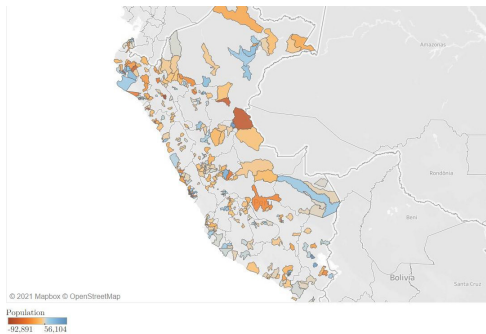 Amazonas
Rondônia
Beni
Bolivia
Santa Cruz
© 2021 Mapbox © OpenStreetMap
Population
-92,891 56,104